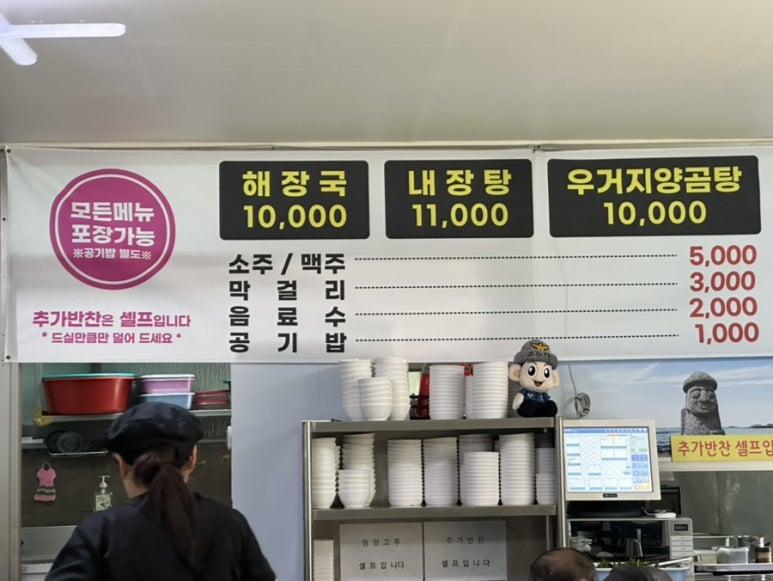 모든메뉴
포장가능
※공기밥 별도※
추가반찬은 셀프입니다
* 드실만큼만 덜어 드세요 *
해장국
10,000
내장탕
11,000
우거지양곰탕
10,000
소주 / 맥주 5,000
막걸리 3,000
음료수 2,000
공기밥 1,000
추가반찬 셀프입
청양고추
셀프입니다
추가반찬
셀프입니다